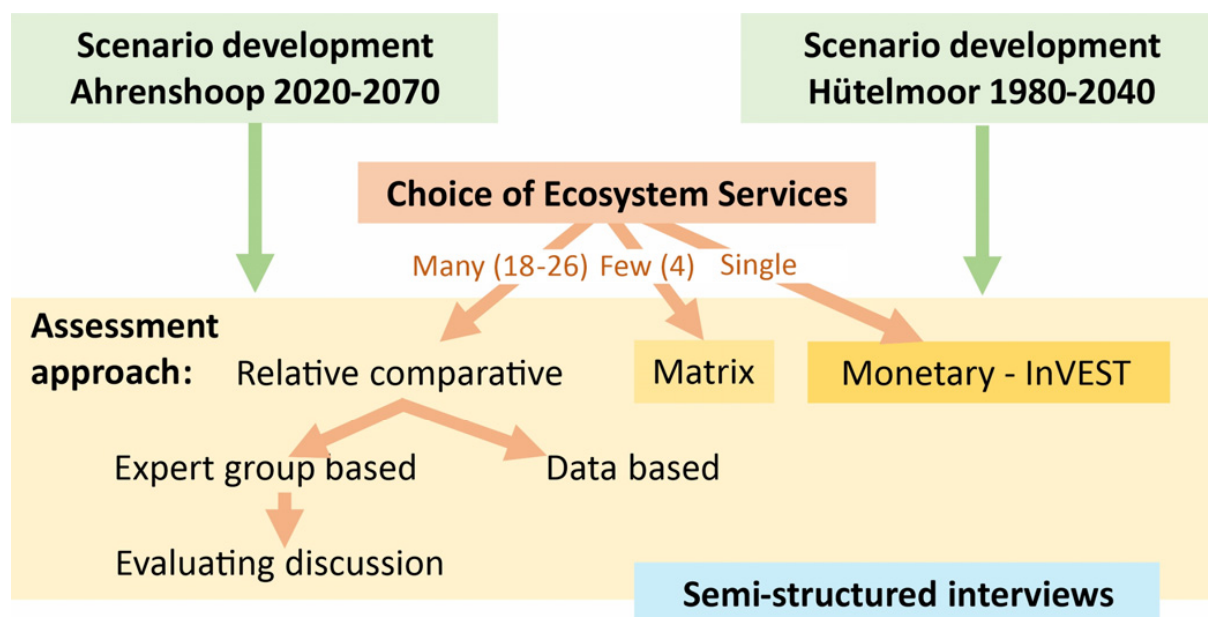 Scenario development
Ahrenshoop 2020-2070
Scenario development
Hütelmoor 1980-2040
Choice of Ecosystem Services
Many (18-26) Few (4) Single
Assessment
approach:
Relative comparative
Matrix
Monetary - InVEST
Expert group based
Data based
Evaluating discussion
Semi-structured interviews